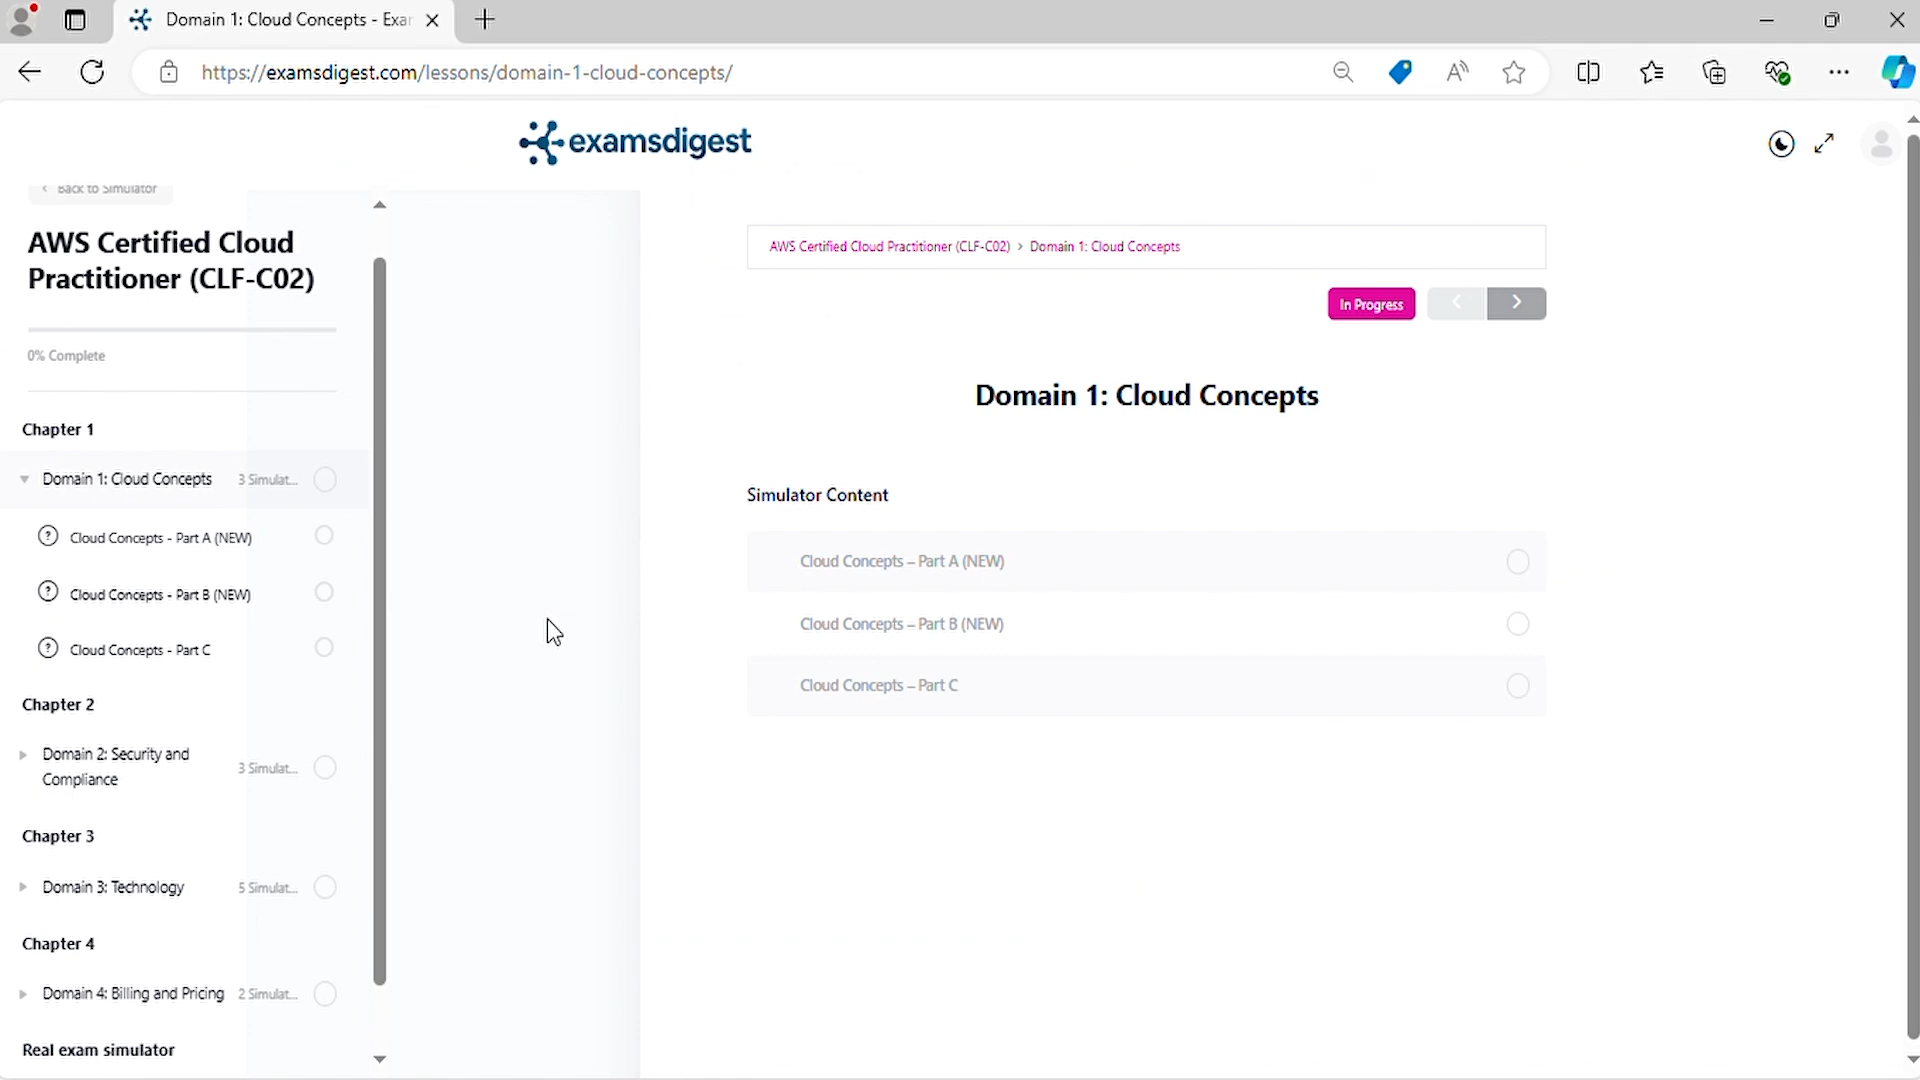 Domain 1: Cloud Concepts - Exar
https://examsdigest.com/lessons/domain-1-cloud-concepts/
examsdigest
Back to Simulator
AWS Certified Cloud
Practitioner (CLF-C02)
0% Complete
Chapter 1
Domain 1: Cloud Concepts 3 Simulat...
Cloud Concepts - Part A (NEW)
Cloud Concepts - Part B (NEW)
Cloud Concepts - Part C
Chapter 2
Domain 2: Security and
Compliance 3 Simulat...
Chapter 3
Domain 3: Technology 5 Simulat...
Chapter 4
Domain 4: Billing and Pricing 2 Simulat...
Real exam simulator
AWS Certified Cloud Practitioner (CLF-C02) > Domain 1: Cloud Concepts
In Progress
Domain 1: Cloud Concepts
Simulator Content
Cloud Concepts – Part A (NEW)
Cloud Concepts – Part B (NEW)
Cloud Concepts – Part C